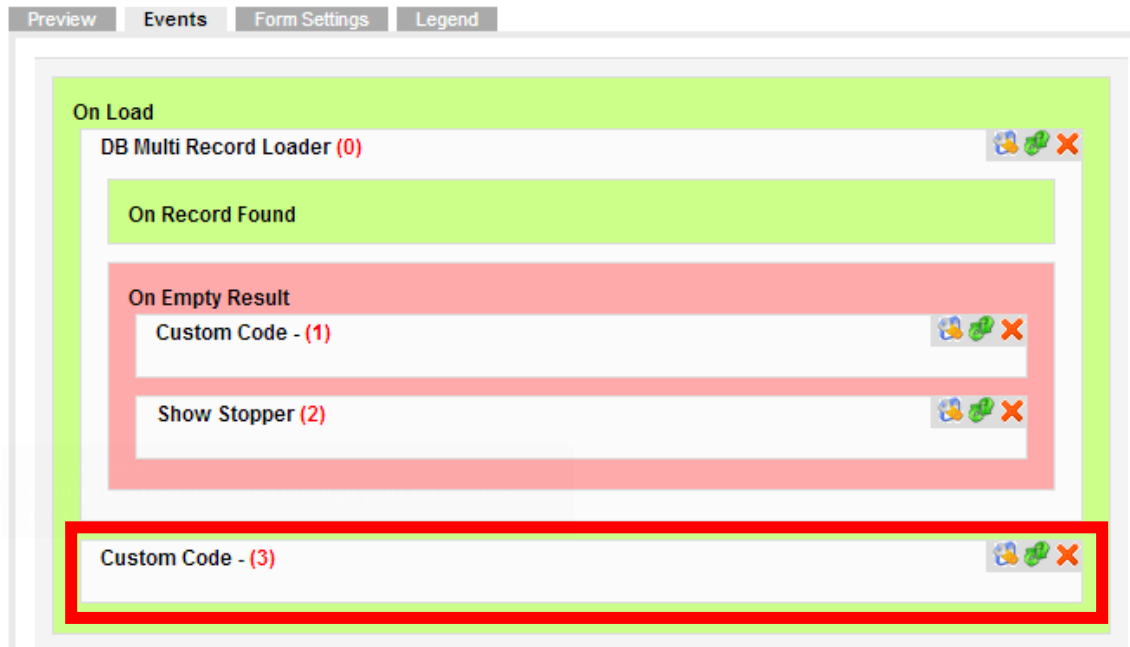 Preview Events Form Settings Legend
On Load
DB Multi Record Loader (0)
On Record Found
On Empty Result
Custom Code - (1)
Show Stopper (2)
Custom Code - (3)